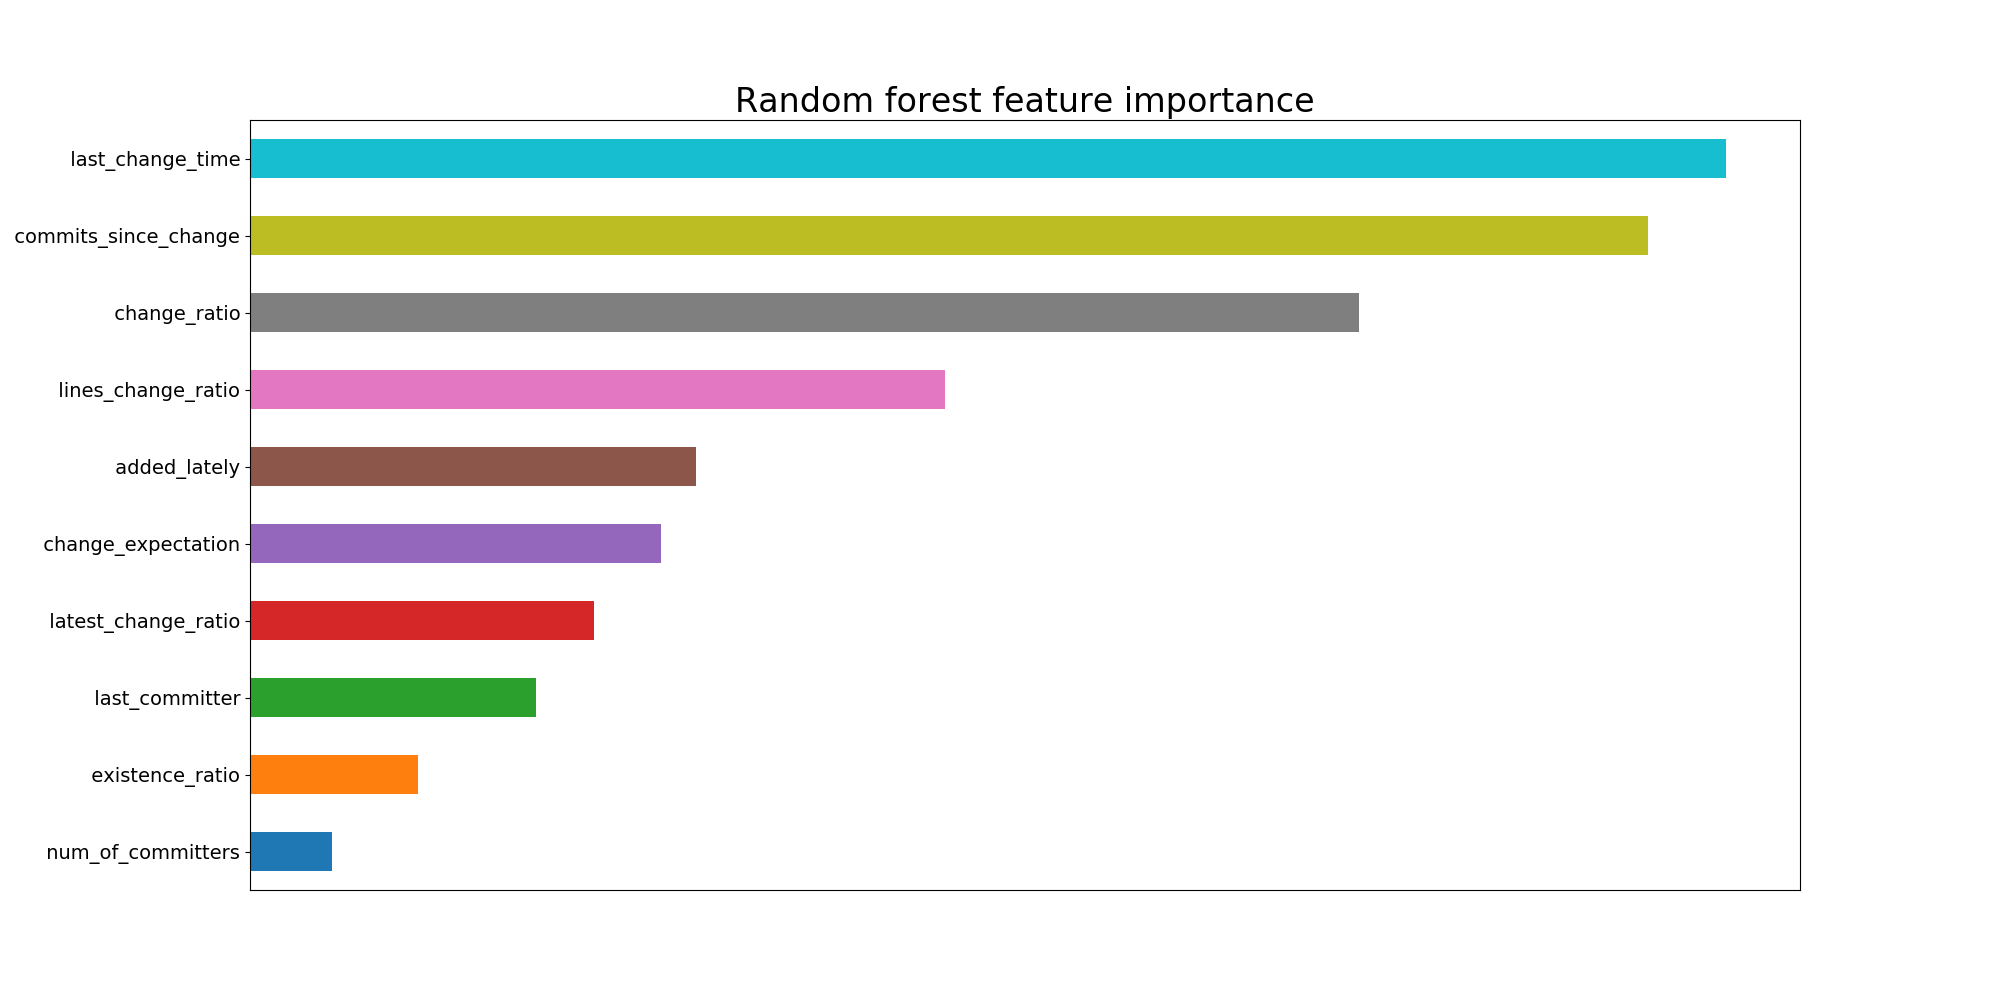 Random forest feature importance
last_change_time
commits_since_change
change_ratio
lines_change_ratio
added_lately
change_expectation
latest_change_ratio
last_committer
existence_ratio
num_of_committers